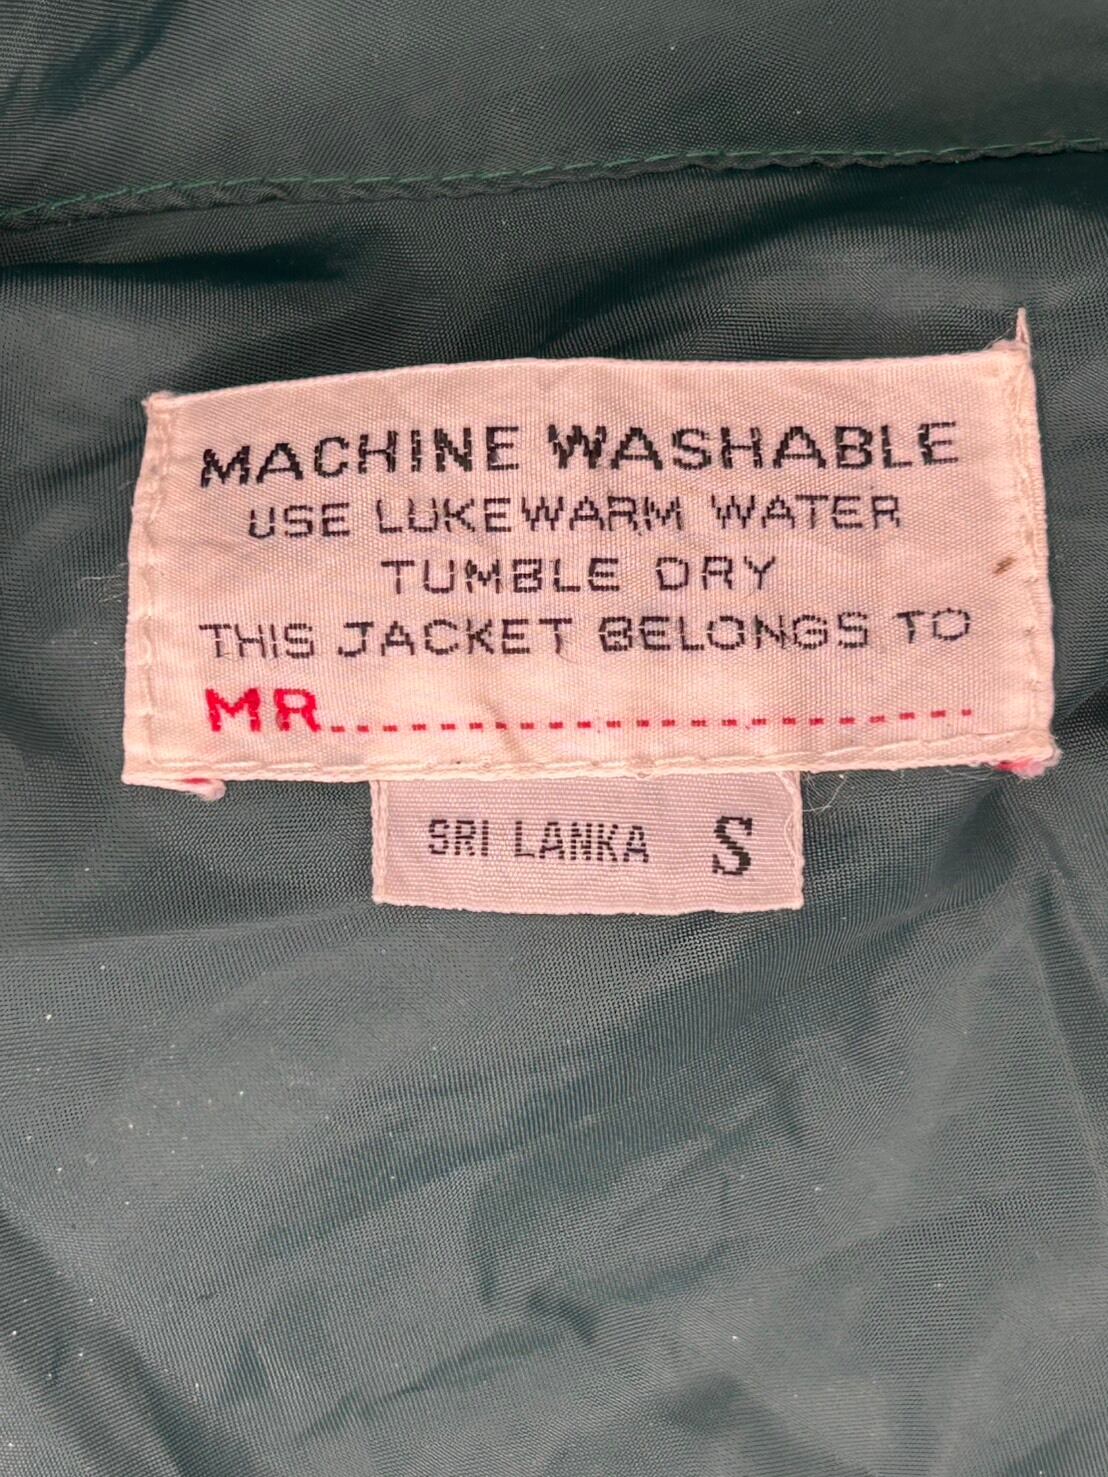 MACHINE WASHABLE
USE LUKEWARM WATER
TUMBLE DRY
THIS JACKET BELONGS TO
MR........................
SRI LANKA S